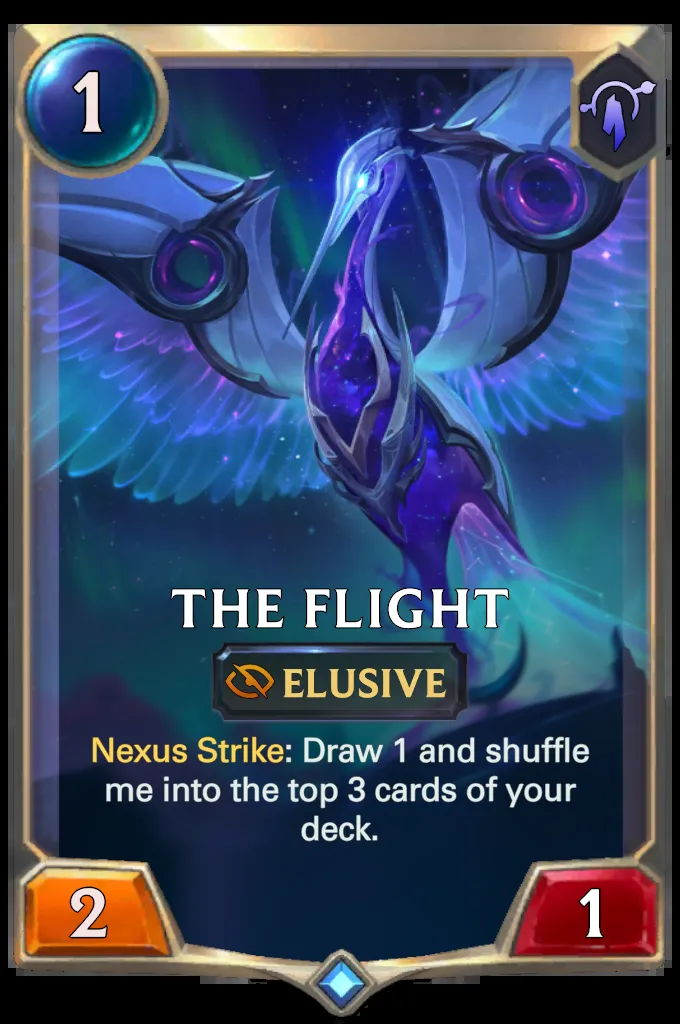 1
THE FLIGHT
ELUSIVE
Nexus Strike: Draw 1 and shuffle
me into the top 3 cards of your
deck.
2 1